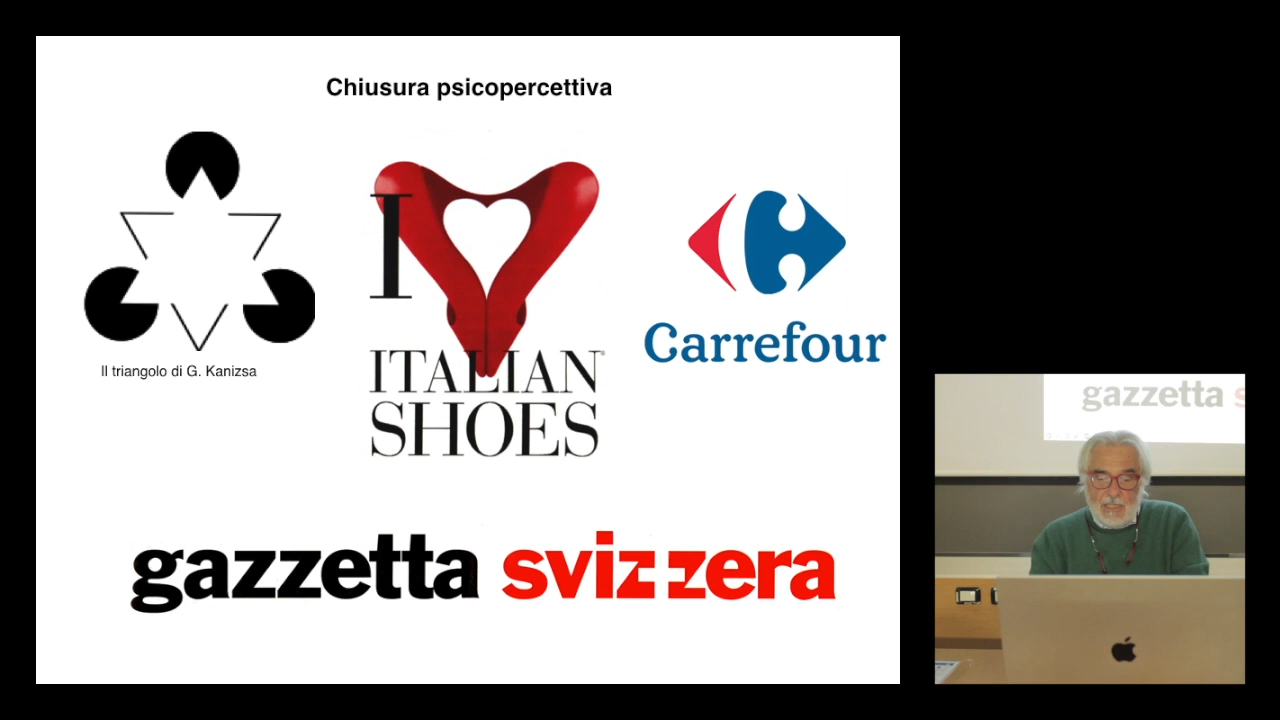 Chiusura psicopercettiva
Il triangolo di G. Kanizsa
I
ITALIAN
SHOES
Carrefour
gazzetta svizzera
gazzetta s